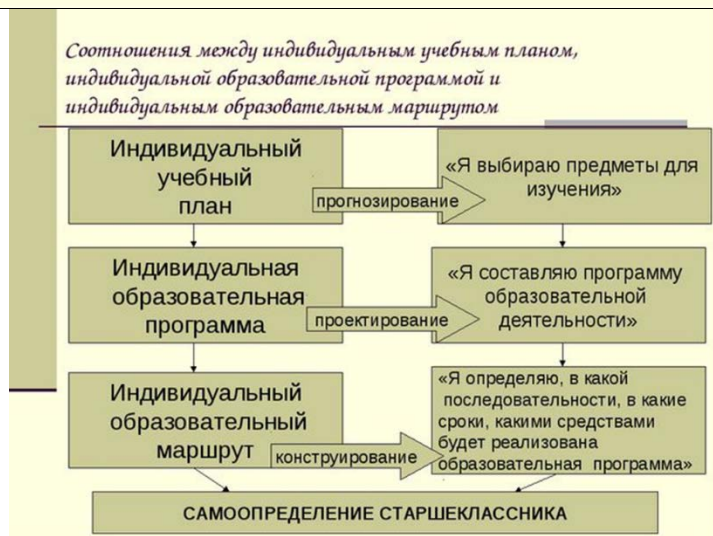 Соотношения между индивидуальным учебным планом,
индивидуальной образовательной программой и
индивидуальным образовательным маршрутом
Индивидуальный
учебный
план
прогнозирование
«Я выбираю предметы для
изучения»
Индивидуальная
образовательная
программа
проектирование
«Я составляю программу
образовательной
деятельности»
Индивидуальный
образовательный
маршрут
конструирование
«Я определяю, в какой
последовательности, в какие
сроки, какими средствами
будет реализована
образовательная программа»
САМООПРЕДЕЛЕНИЕ СТАРШЕКЛАССНИКА